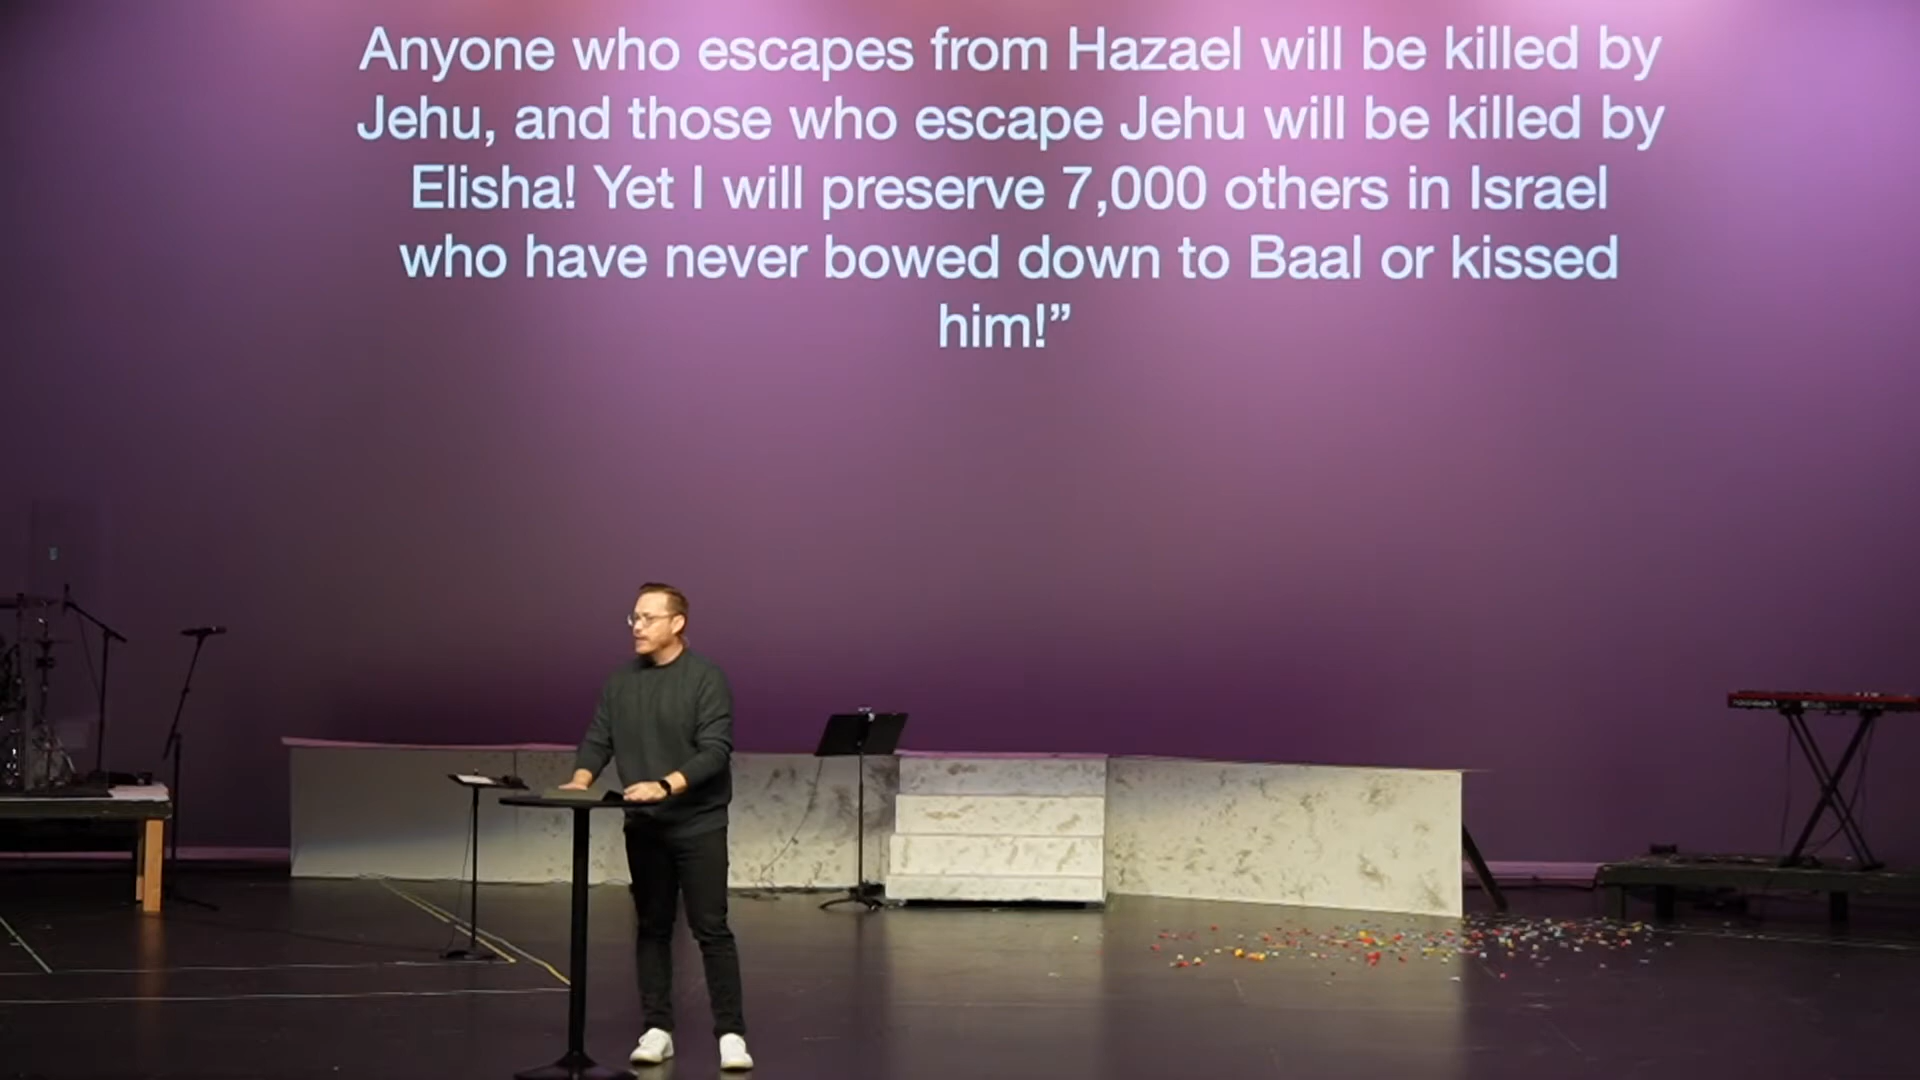 Anyone who escapes from Hazael will be killed by
Jehu, and those who escape Jehu will be killed by
Elisha! Yet I will preserve 7,000 others in Israel
who have never bowed down to Baal or kissed
him!”